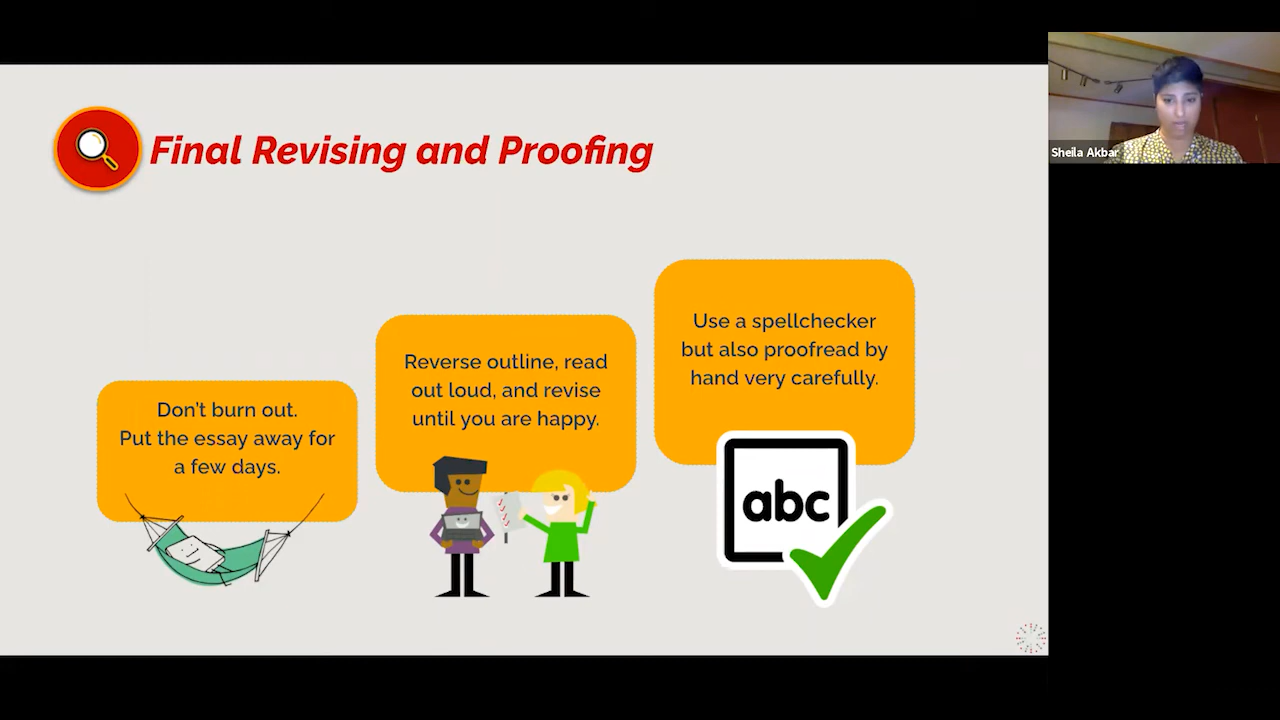 Final Revising and Proofing
Sheila Akbar
Don't burn out.
Put the essay away for
a few days.
Reverse outline, read
out loud, and revise
until you are happy.
Use a spellchecker
but also proofread by
hand very carefully.
abc